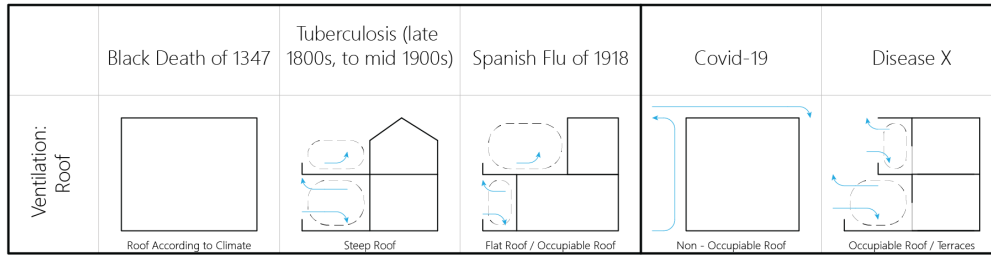 Black Death of 1347
Tuberculosis (late
1800s, to mid 1900s)
Spanish Flu of 1918
Covid-19
Disease X
Ventilation:
Roof
Roof According to Climate
Steep Roof
Flat Roof / Occupiable Roof
Non - Occupiable Roof
Occupiable Roof / Terraces